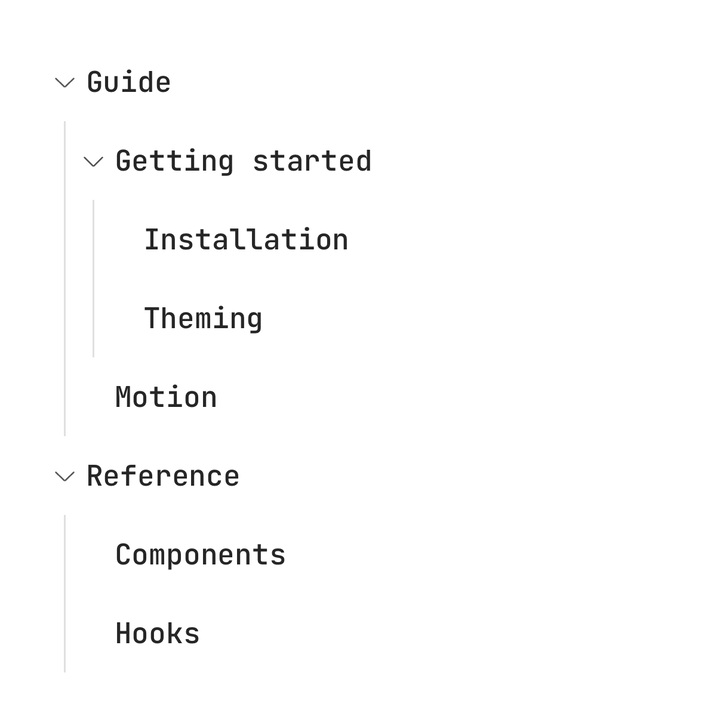 Guide
Getting started
Installation
Theming
Motion
Reference
Components
Hooks